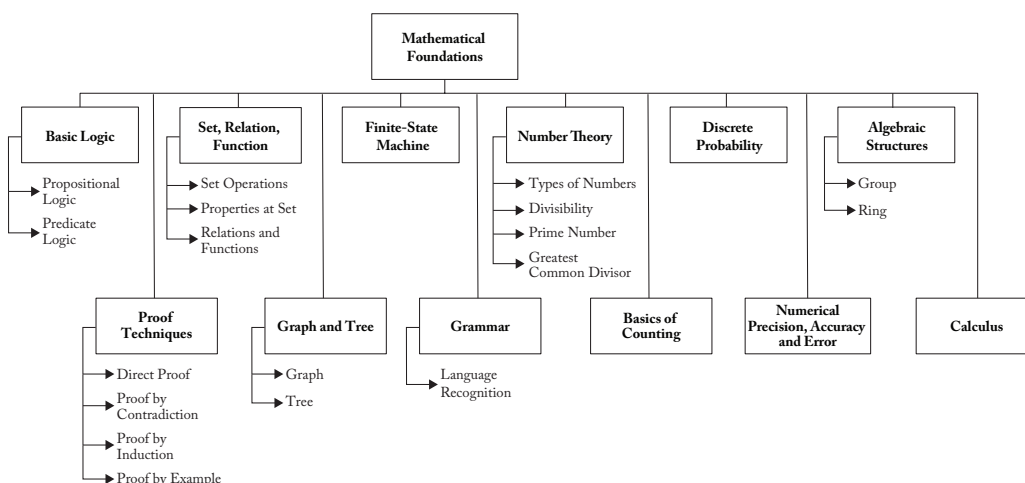 Mathematical
Foundations
Basic Logic
Propositional
Logic
Predicate
Logic
Set, Relation,
Function
Set Operations
Properties at Set
Relations and
Functions
Finite-State
Machine
Number Theory
Types of Numbers
Divisibility
Prime Number
Greatest
Common Divisor
Discrete
Probability
Algebraic
Structures
Group
Ring
Proof
Techniques
Direct Proof
Proof by
Contradiction
Proof by
Induction
Proof by Example
Graph and Tree
Graph
Tree
Grammar
Language
Recognition
Basics of
Counting
Numerical
Precision, Accuracy
and Error
Calculus